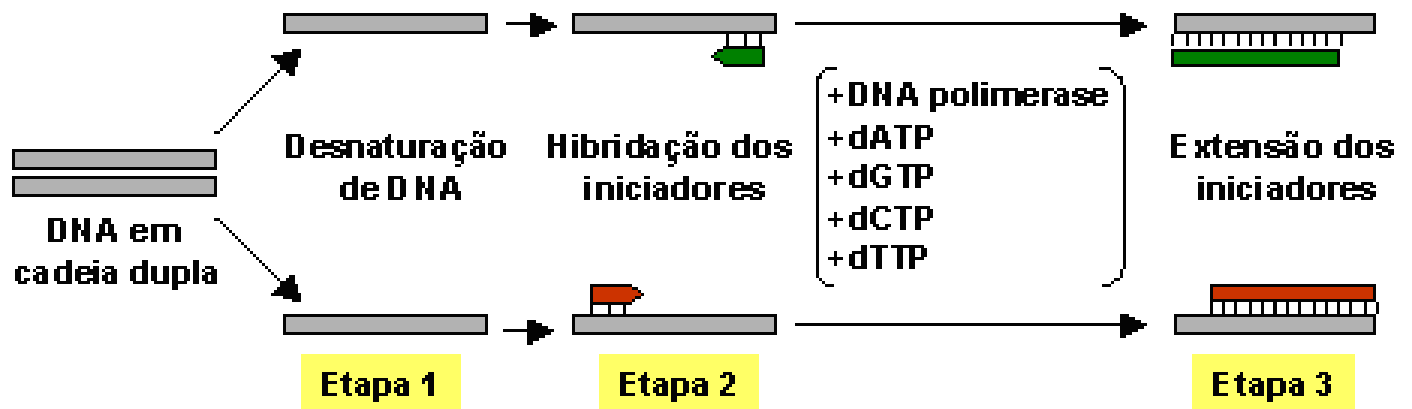 DNA em
cadeia dupla
Desnaturação
de DNA
Hibridação dos
iniciadores
+DNA polimerase
+dATP
+dGTP
+dCTP
+dTTP
Extensão dos
iniciadores
Etapa 1
Etapa 2
Etapa 3